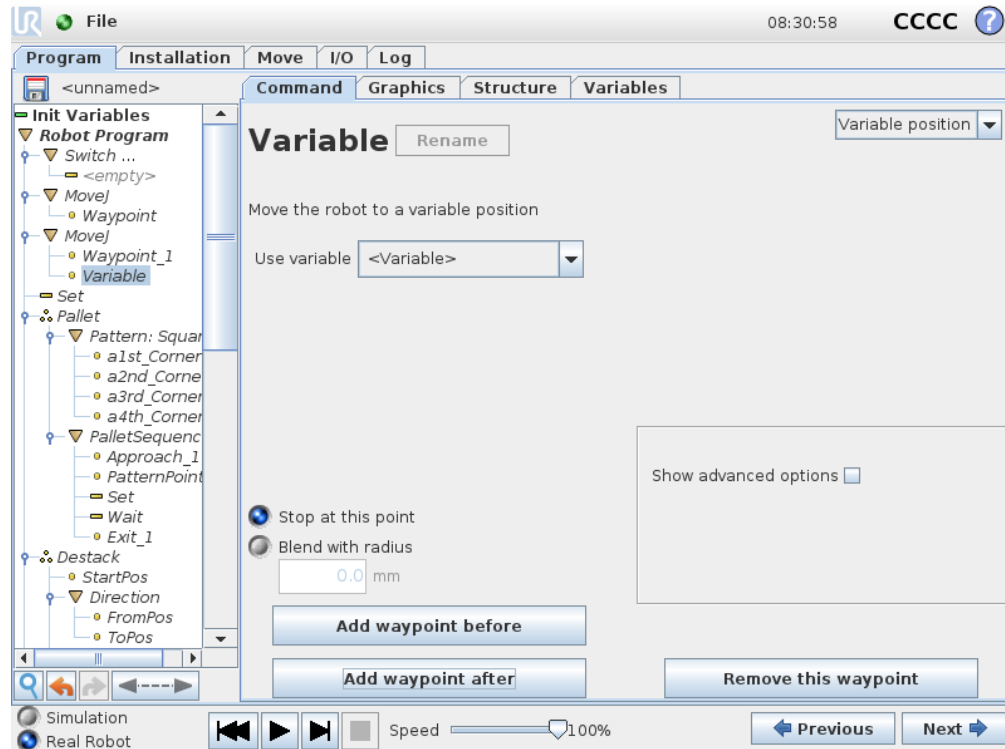 UR File 08:30:58 CCCC ?
Program Installation Move I/O Log
<unnamed> Command Graphics Structure Variables
Init Variables
Robot Program
Switch ...
<empty>
MoveJ
Waypoint
MoveJ
Waypoint_1
Variable
Set
Pallet
Pattern: Squar
a1st_Corner
a2nd_Corne
a3rd_Corner
a4th_Corner
PalletSequenc
Approach_1
PatternPoint
Set
Wait
Exit_1
Destack
StartPos
Direction
FromPos
ToPos
Variable Rename Variable position
Move the robot to a variable position
Use variable <Variable>
Show advanced options
Stop at this point
Blend with radius
0.0 mm
Add waypoint before
Add waypoint after Remove this waypoint
Simulation
Real Robot
Speed 100% Previous Next